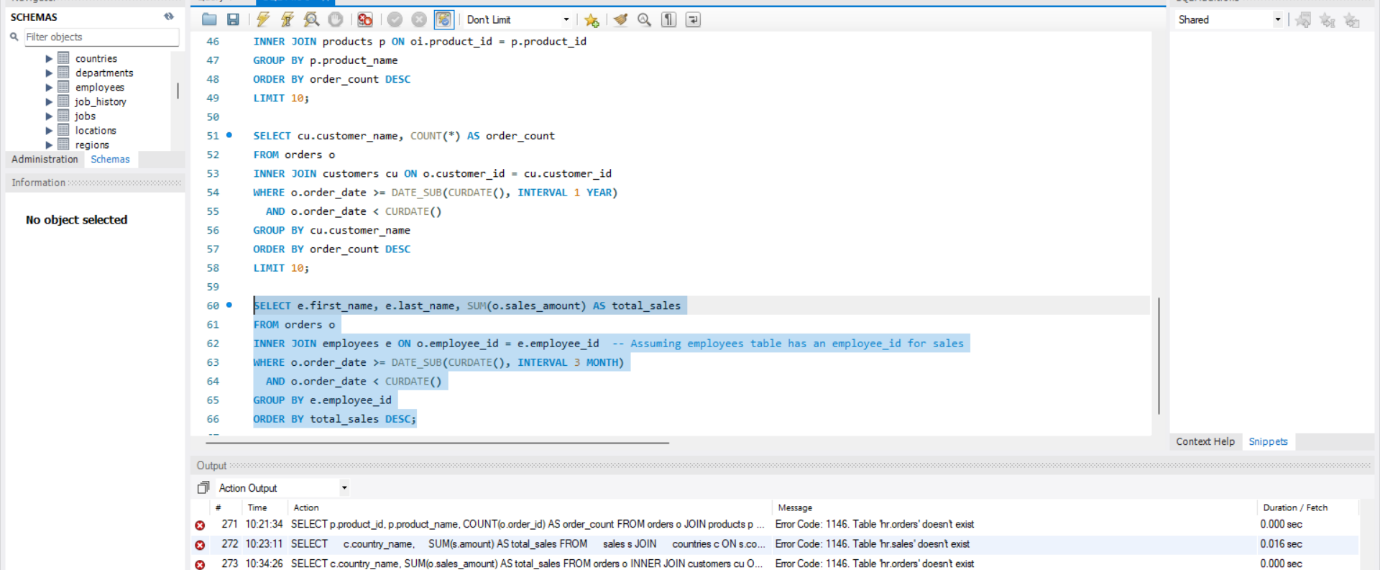 SCHEMAS
Filter objects
countries
departments
employees
job_history
jobs
locations
regions
Administration Schemas
Information
No object selected
Don't Limit
46 INNER JOIN products p ON oi.product_id = p.product_id
47 GROUP BY p.product_name
48 ORDER BY order_count DESC
49 LIMIT 10;
50
51 SELECT cu.customer_name, COUNT(*) AS order_count
52 FROM orders o
53 INNER JOIN customers cu ON o.customer_id = cu.customer_id
54 WHERE o.order_date >= DATE_SUB(CURDATE(), INTERVAL 1 YEAR)
55 AND o.order_date < CURDATE()
56 GROUP BY cu.customer_name
57 ORDER BY order_count DESC
58 LIMIT 10;
59
60 SELECT e.first_name, e.last_name, SUM(o.sales_amount) AS total_sales
61 FROM orders o
62 INNER JOIN employees e ON o.employee_id = e.employee_id -- Assuming employees table has an employee_id for sales
63 WHERE o.order_date >= DATE_SUB(CURDATE(), INTERVAL 3 MONTH)
64 AND o.order_date < CURDATE()
65 GROUP BY e.employee_id
66 ORDER BY total_sales DESC;
Shared
Context Help Snippets
Output
Action Output
# Time Action Message Duration / Fetch
271 10:21:34 SELECT p.product_id, p.product_name, COUNT(o.order_id) AS order_count FROM orders o JOIN products p ... Error Code: 1146. Table 'hr.orders' doesn't exist 0.000 sec
272 10:23:11 SELECT c.country_name, SUM(s.amount) AS total_sales FROM sales s JOIN countries c ON s.co... Error Code: 1146. Table 'hr.sales' doesn't exist 0.016 sec
273 10:34:26 SELECT c.country_name, SUM(o.sales_amount) AS total_sales FROM orders o INNER JOIN customers cu O... Error Code: 1146. Table 'hr.orders' doesn't exist 0.000 sec